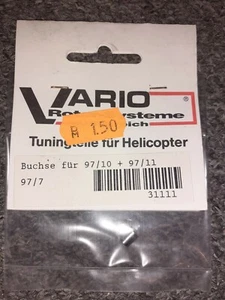 VARIO
®
R 1.50
Tuningteile für Helicopter
Buchse für 97/10 + 97/11
97/7
31111